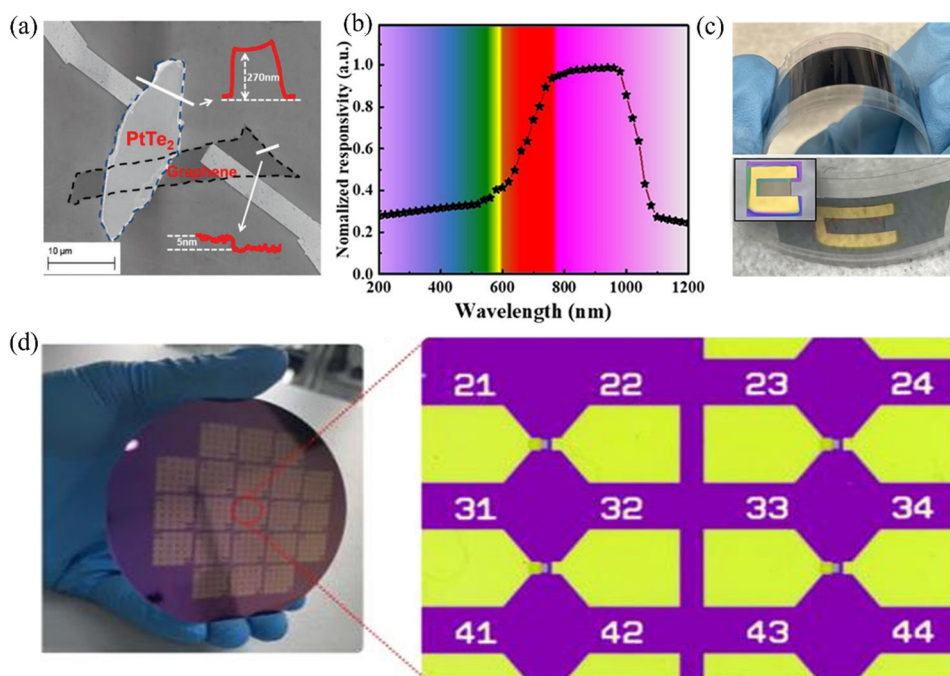 (a)
270nm
PtTe₂
Graphene
5nm
10 μm
(b)
Nomalized responsivity (a.u.)
1.0
0.8
0.6
0.4
0.2
0.0
200 400 600 800 1000 1200
Wavelength (nm)
(c)
(d)
21 22 23 24
31 32 33 34
41 42 43 44